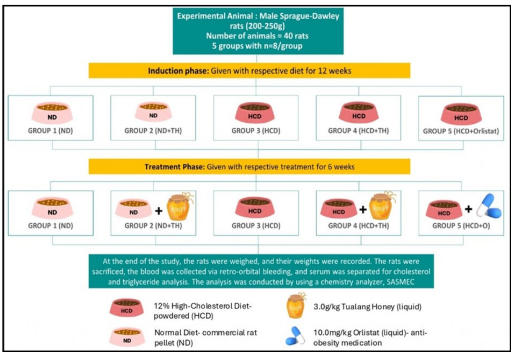 Experimental Animal : Male Sprague-Dawley
rats (200-250g)
Number of animals = 40 rats
5 groups with n=8/group
Induction phase: Given with respective diet for 12 weeks
ND
ND
HCD
HCD
HCD
GROUP 1 (ND)
GROUP 2 (ND+TH)
GROUP 3 (HCD)
GROUP 4 (HCD+TH)
GROUP 5 (HCD+Orlistat)
Treatment Phase: Given with respective treatment for 6 weeks
ND
ND +
HCD
HCD +
HCD +
GROUP 1 (ND)
GROUP 2 (ND+TH)
GROUP 3 (HCD)
GROUP 4 (HCD+TH)
GROUP 5 (HCD+O)
At the end of the study, the rats were weighed, and their weights were recorded. The rats were
sacrificed, the blood was collected via retro-orbital bleeding, and serum was separated for cholesterol
and triglyceride analysis. The analysis was conducted by using a chemistry analyzer, SASMEC
HCD
12% High-Cholesterol Diet-
powdered (HCD)
3.0g/kg Tualang Honey (liquid)
ND
Normal Diet- commercial rat
pellet (ND)
10.0mg/kg Orlistat (liquid)- anti-
obesity medication